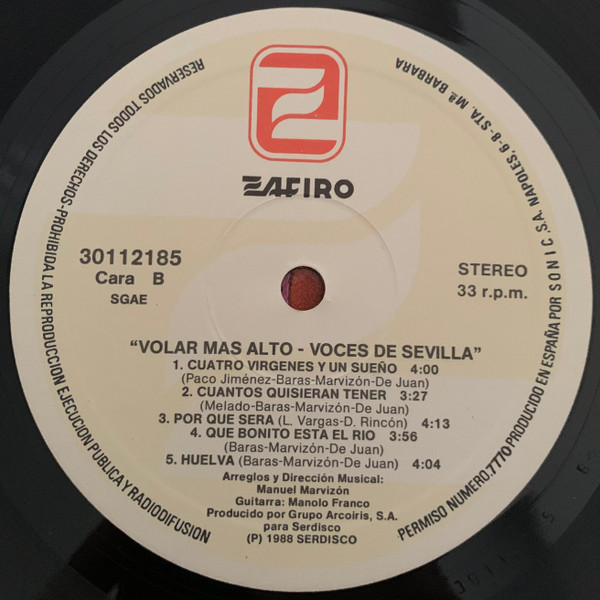 ZAFIRO
30112185
Cara B
SGAE
STEREO
33 r.p.m.
"VOLAR MAS ALTO - VOCES DE SEVILLA"
1. CUATRO VIRGENES Y UN SUEÑO 4:00
(Paco Jiménez-Baras-Marvizón-De Juan)
2. CUANTOS QUISIERAN TENER 3:27
(Melado-Baras-Marvizón-De Juan)
3. POR QUE SERA (L. Vargas-D. Rincón) 4:13
4. QUE BONITO ESTA EL RIO 3:56
(Baras-Marvizón-De Juan)
5. HUELVA (Baras-Marvizón-De Juan) 4:04
Arreglos y Dirección Musical:
Manuel Marvizón
Guitarra: Manolo Franco
Producido por Grupo Arcoiris, S.A.
para Serdisco
(P) 1988 SERDISCO
RESERVADOS TODOS LOS DERECHOS-PROHIBIDA LA REPRODUCCION EJECUCION PUBLICA Y RADIODIFUSION
PERMISO NUMERO.7770 PRODUCIDO EN ESPAÑA POR SONIC S.A. NAPOLES, 6-8-STA. Mª. BARBARA